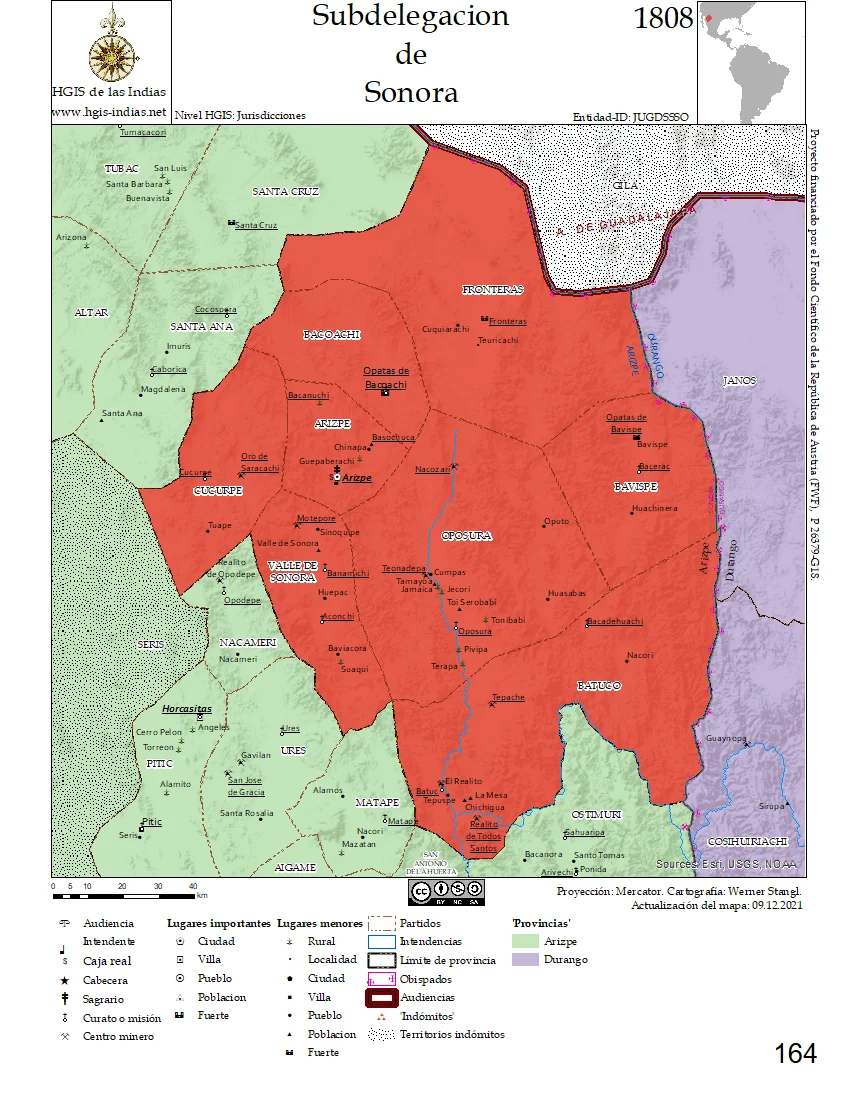 Subdelegacion
de
Sonora
1808
HGIS de las Indias
www.hgis-indias.net
Nivel HGIS: Jurisdicciones
Entidad-ID: JUGDSSSO
Tumacacori
TUBAC
San Luis
Santa Barbara
Buenavista
SANTA CRUZ
Santa Cruz
GILA
A. DE GUADALAJARA
Arizona
ALTAR
Cocospera
SANTA ANA
Imuris
Caborica
Magdalena
Santa Ana
FRONTERAS
Fronteras
Cuquiarachi
Teuricachi
BACOACHI
Opatas de
Bacoachi
DURANGO
ARIZPE
JANOS
Bacanuchi
ARIZPE
Basochuca
Chinapa
Guepaberachi
S
Arizpe
Nacozari
Opatas de
Bavispe
Bavispe
Bacerac
BAVISPE
Huachinera
Oro de
Saracachi
Cucurpe
CUCURPE
Tuape
Motepore
Sinoquipe
Valle de Sonora
VALLE DE
SONORA
Banamichi
Huepac
Aconchi
Baviacora
Suaqui
OPOSURA
Oputo
SONORA
DURANGO
Arizpe
Durango
Teonadepa
Cumpas
Tamayoa
Jamaica
Jecori
Toi Serobabi
Huasabas
Oposura
Tonibabi
Bacadehuachi
Pivipa
Terapa
Nacori
BATUCO
Tepache
Realito
de Opodepe
Opodepe
SERIS
NACAMERI
Nacameri
Horcasitas
Angeles
Cerro Pelon
Torreon
PITIC
Ures
URES
Gavilan
San Jose
de Gracia
Alamito
Santa Rosalia
Pitic
Seris
Alamos
MATAPE
Matape
Nacori
Mazatan
AIGAME
El Realito
Batuc
Tepuspe
La Mesa
Chichigua
Realito
de Todos
Santos
SAN
ANTONIO
DE LA HUERTA
OSTIMURI
Sahuaripa
Bacanora
Santo Tomas
Arivechi
Ponida
Guaynopa
Sirupa
COSIHUIRIACHI
Sources: Esri, USGS, NOAA
Proyecto financiado por el Fondo Científico de la República de Austria (FWF), P 26379-G18.
0 5 10 20 30 40
km
cc
BY NC SA
Proyección: Mercator. Cartografía: Werner Stangl.
Actualización del mapa: 09.12.2021
Audiencia
Intendente
S Caja real
Cabecera
Sagrario
Curato o misión
Centro minero
Lugares importantes
Ciudad
Villa
Pueblo
Poblacion
Fuerte
Lugares menores
Rural
Localidad
Ciudad
Villa
Pueblo
Poblacion
Fuerte
Partidos
Intendencias
Límite de provincia
Obispados
Audiencias
'Indómitos'
Territorios indómitos
'Provincias'
Arizpe
Durango
164